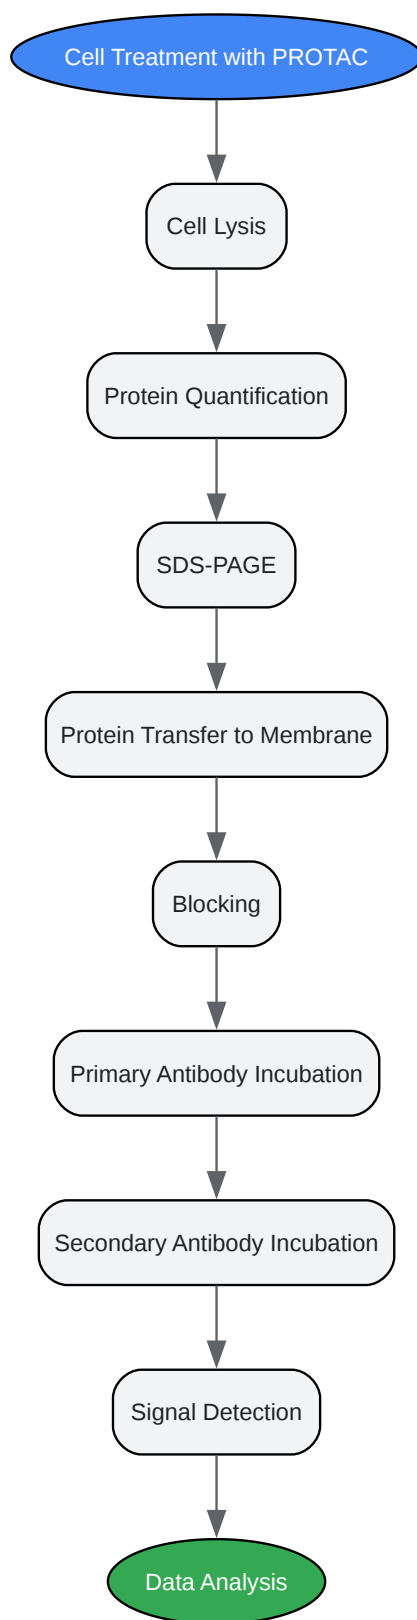 Cell Treatment with PROTAC
Cell Lysis
Protein Quantification
SDS-PAGE
Protein Transfer to Membrane
Blocking
Primary Antibody Incubation
Secondary Antibody Incubation
Signal Detection
Data Analysis